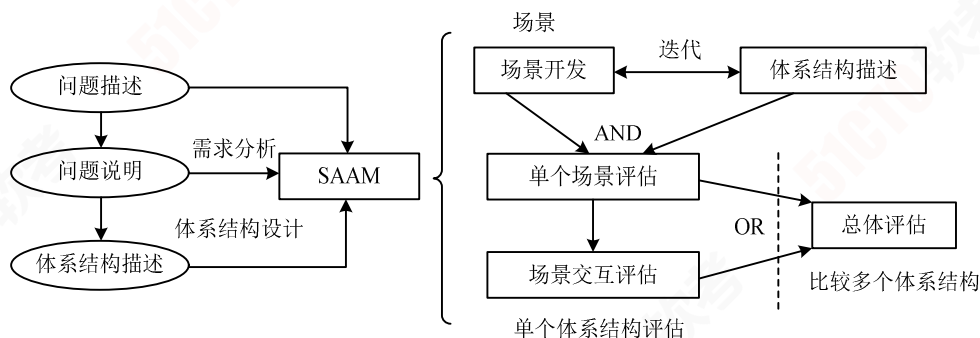 场景
问题描述
场景开发
迭代
体系结构描述
AND
问题说明
需求分析
SAAM
单个场景评估
体系结构设计
OR
总体评估
体系结构描述
场景交互评估
比较多个体系结构
单个体系结构评估